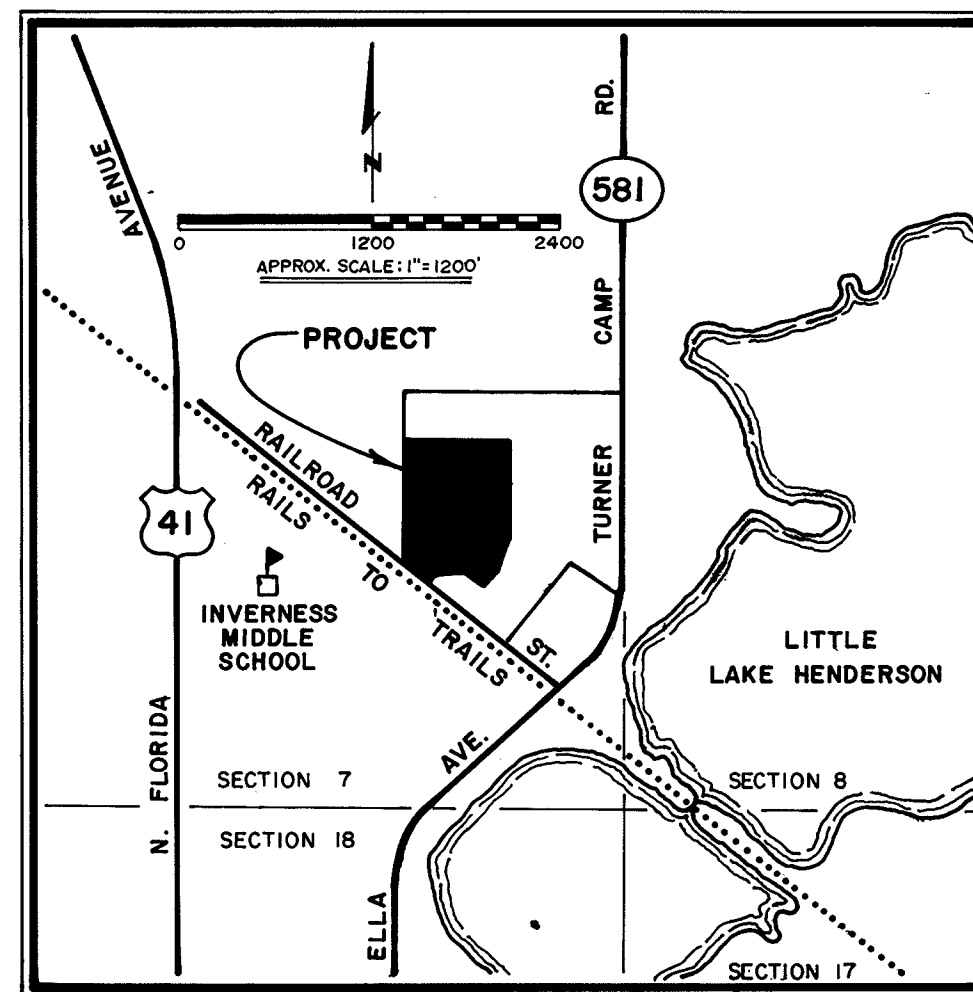 AVENUE
RD.
N
581
0 1200 2400
APPROX. SCALE: 1"=1200'
CAMP
PROJECT
RAILROAD
RAILS
TURNER
41
TO
INVERNESS
MIDDLE
SCHOOL
TRAILS
ST.
LITTLE
LAKE HENDERSON
N. FLORIDA
AVE.
SECTION 7
SECTION 8
SECTION 18
ELLA
SECTION 17